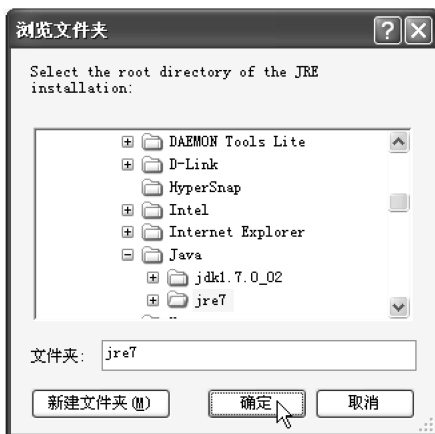 浏览文件夹
Select the root directory of the JRE
installation:
DAEMON Tools Lite
D-Link
HyperSnap
Intel
Internet Explorer
Java
jdk1.7.0_02
jre7
文件夹: jre7
新建文件夹(M) 确定 取消